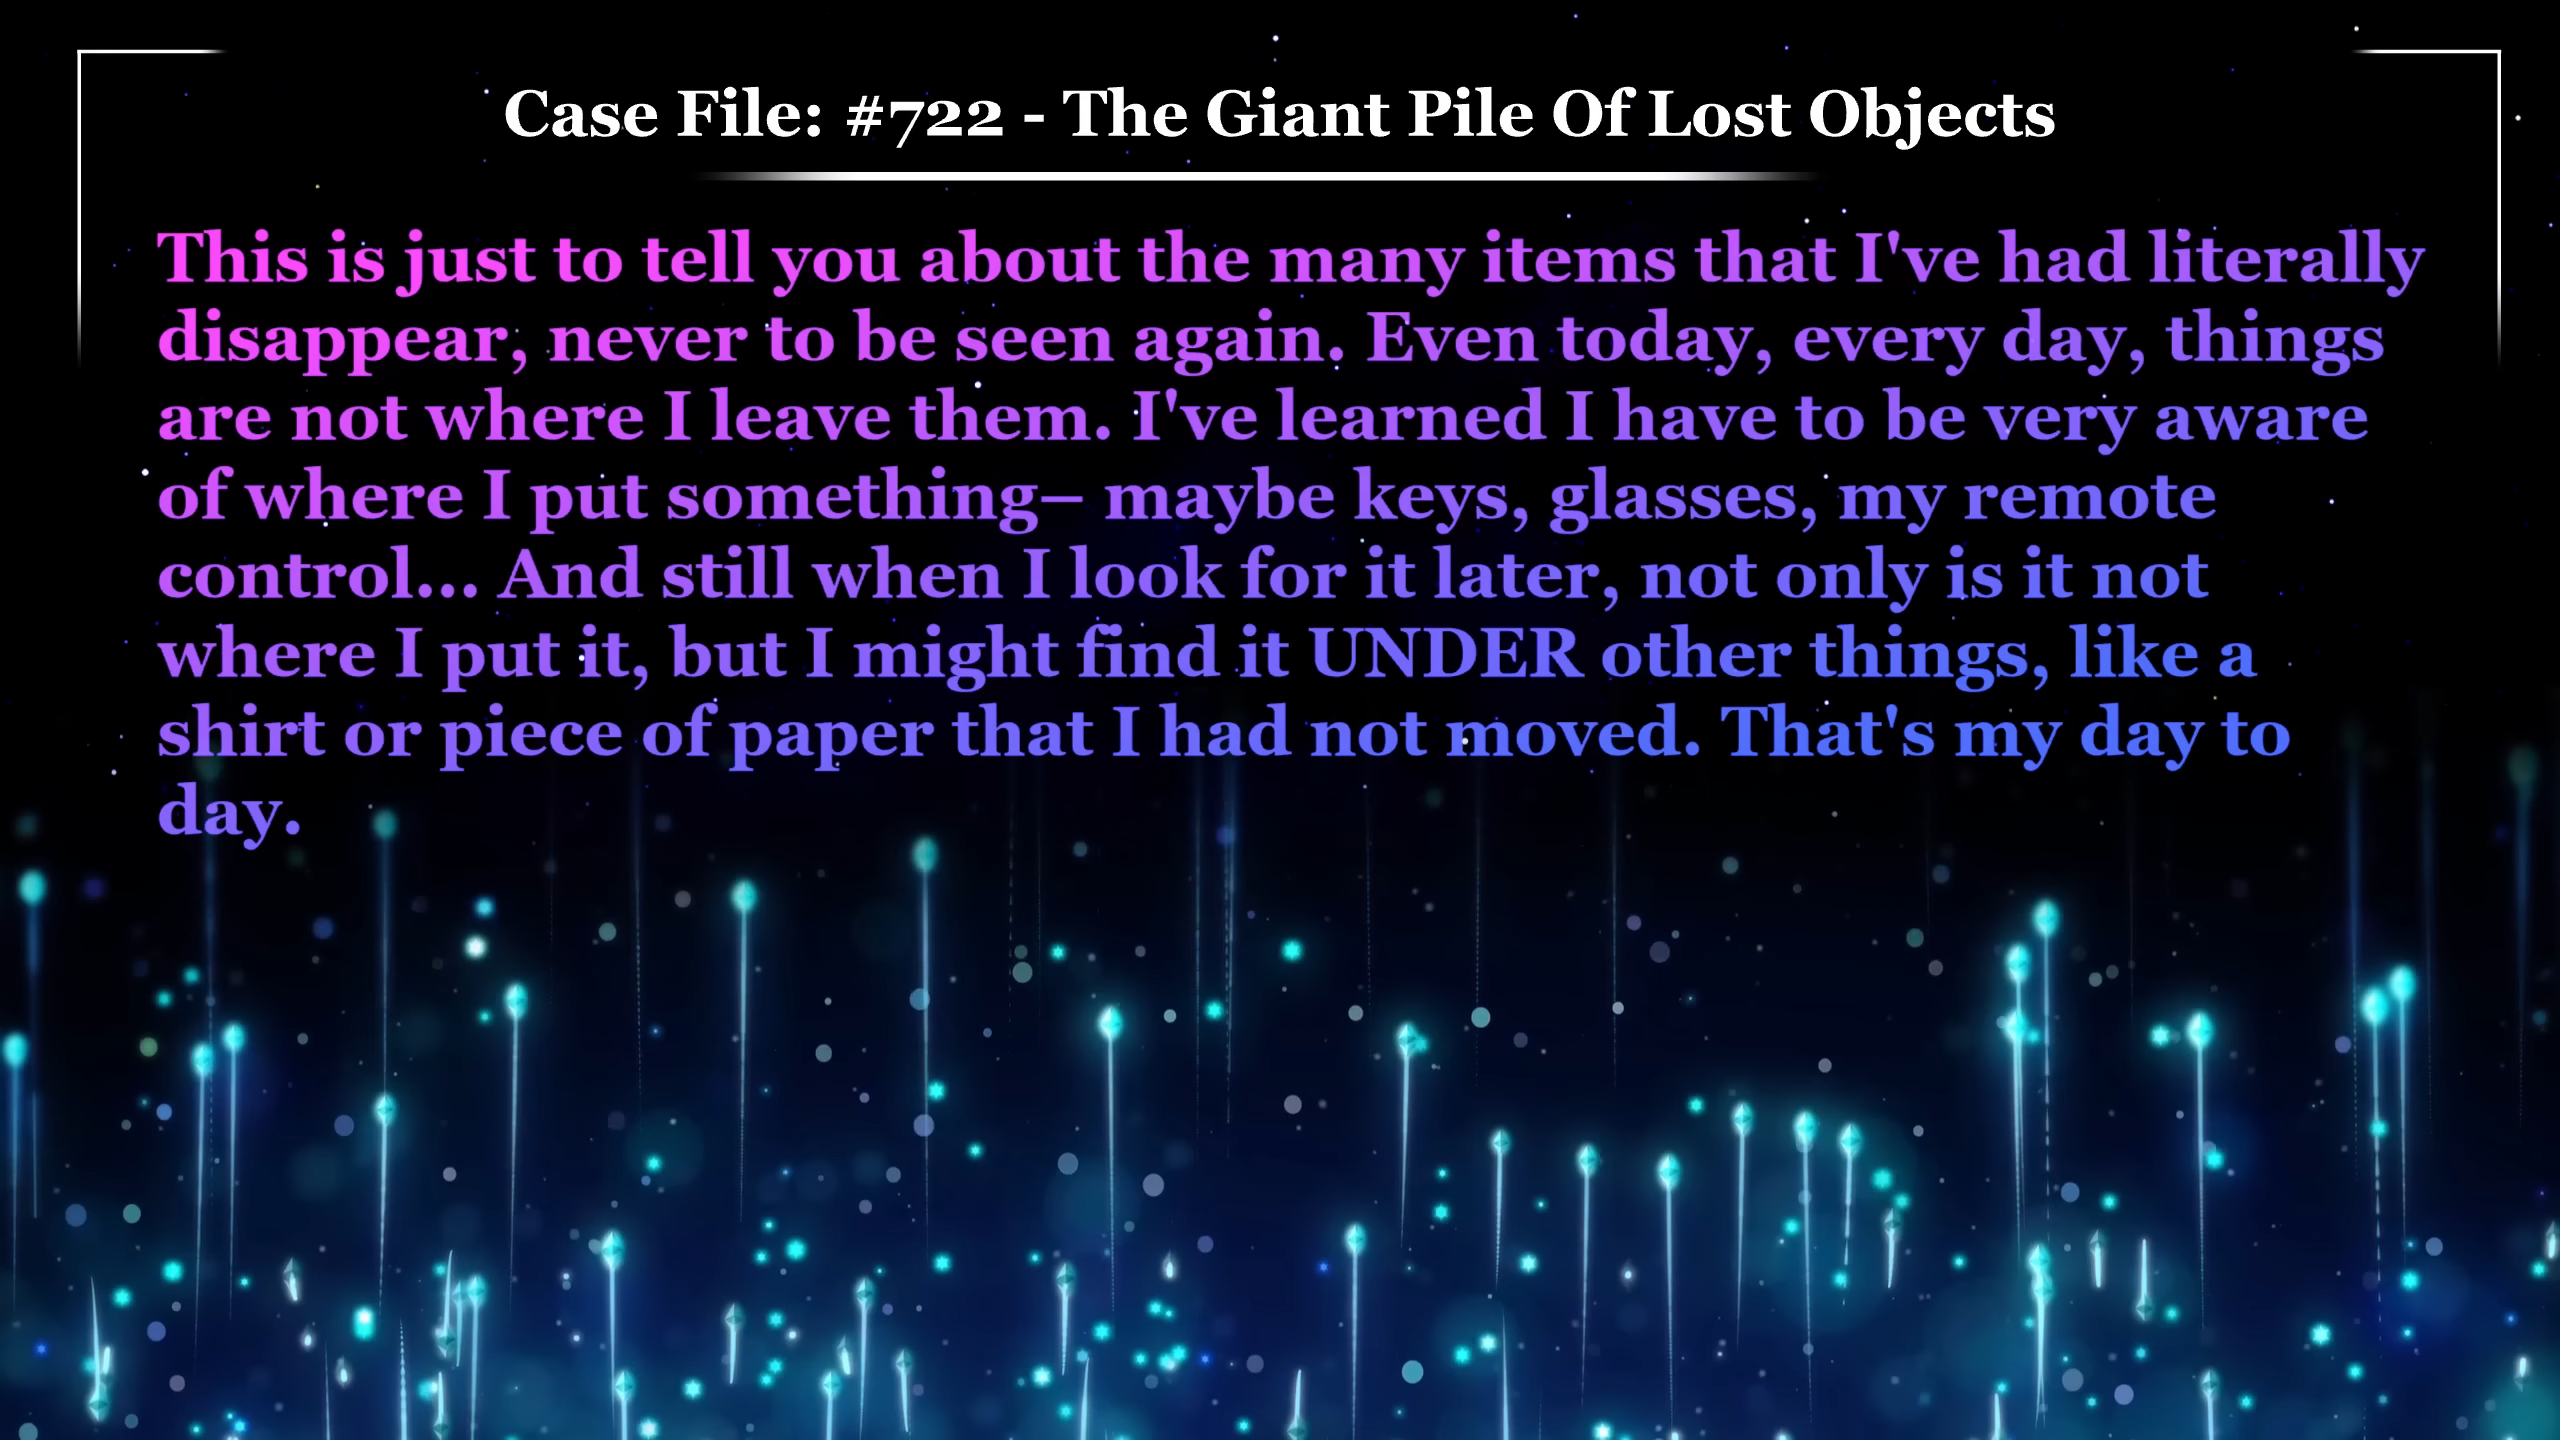 Case File: #722 - The Giant Pile Of Lost Objects
This is just to tell you about the many items that I've had literally
disappear, never to be seen again. Even today, every day, things
are not where I leave them. I've learned I have to be very aware
of where I put something– maybe keys, glasses, my remote
control... And still when I look for it later, not only is it not
where I put it, but I might find it UNDER other things, like a
shirt or piece of paper that I had not moved. That's my day to
day.